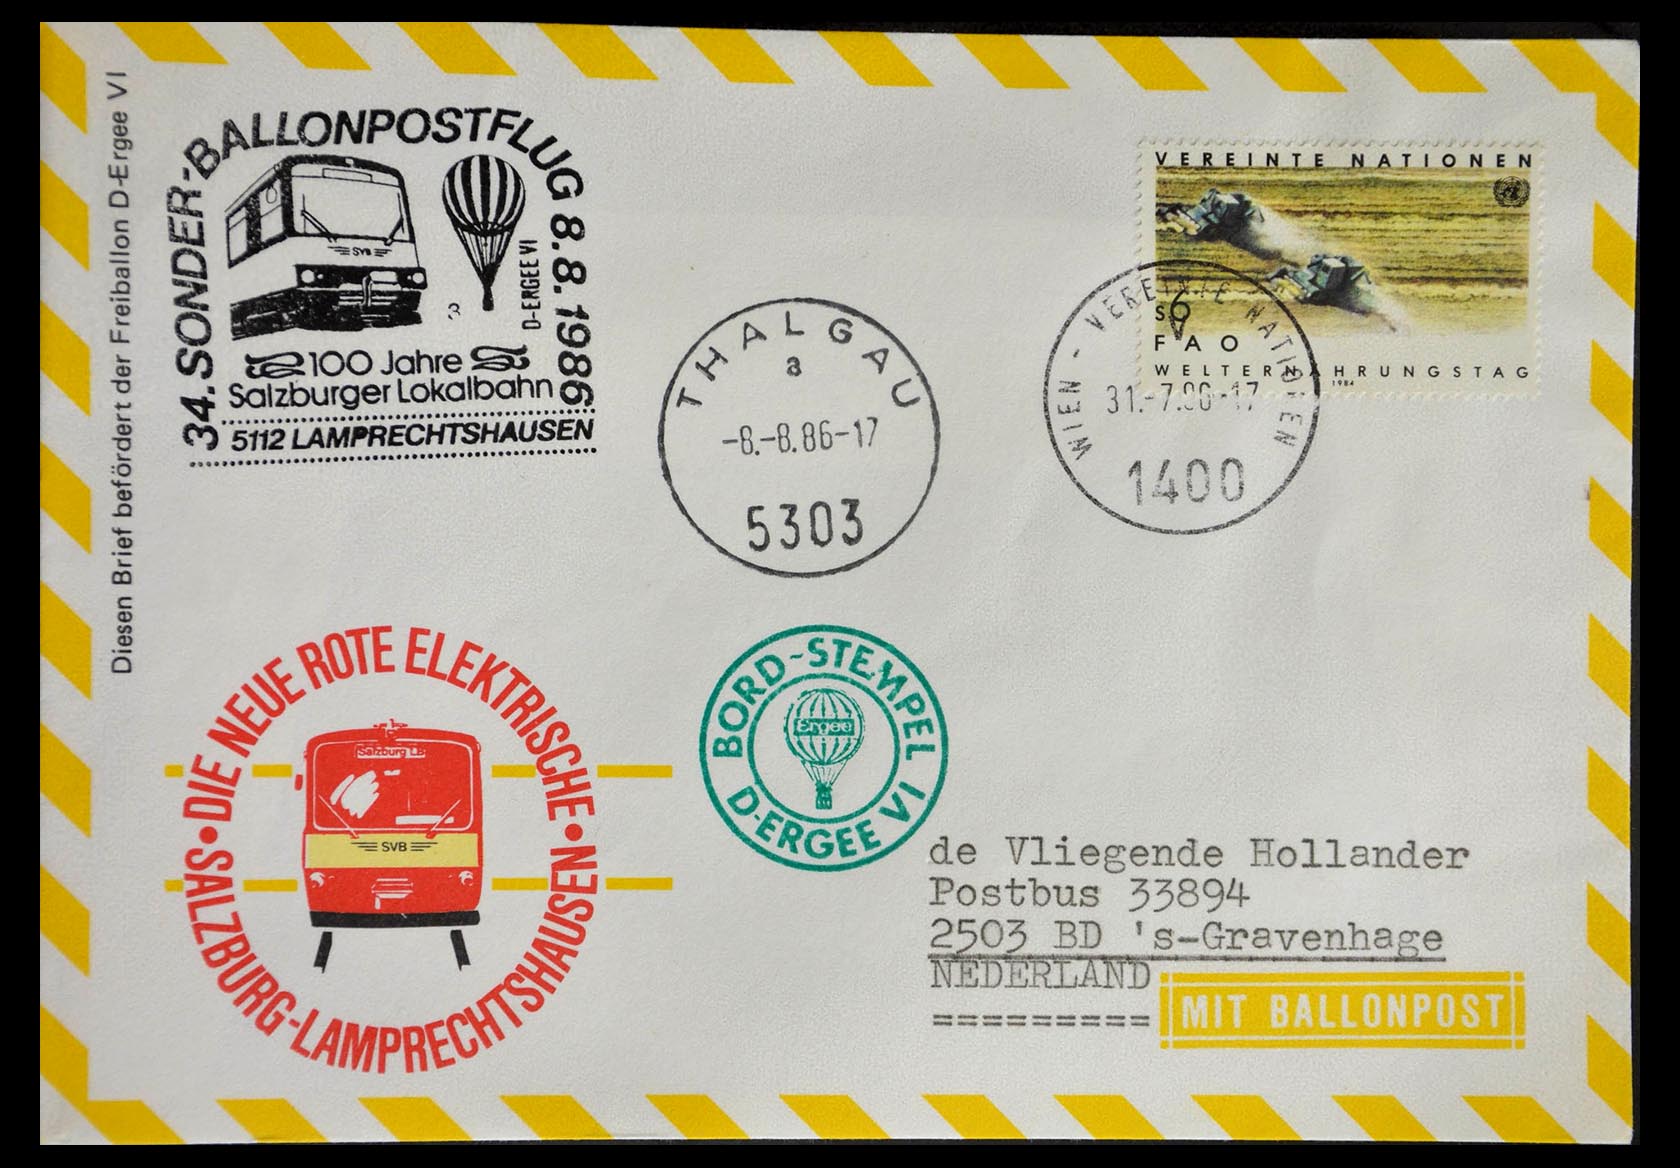 Diesen Brief befördert der Freiballon D-Ergee VI
34. SONDER-BALLONPOSTFLUG 8.8.1986
SVB
D-ERGEE VI
3
100 Jahre
Salzburger Lokalbahn
5112 LAMPRECHTSHAUSEN
THALGAU
a
-8.-8.86-17
5303
VEREINTE NATIONEN
S6
FAO
WELTERNÄHRUNGSTAG
1984
WIEN - VEREINTE NATIONEN
31.-7.86-17
1400
DIE NEUE ROTE ELEKTRISCHE
SALZBURG-LAMPRECHTSHAUSEN
Salzburg LB
SVB
BORD-STEMPEL
Ergee
D-ERGEE VI
de Vliegende Hollander
Postbus 33894
2503 BD 's-Gravenhage
NEDERLAND
=========
MIT BALLONPOST